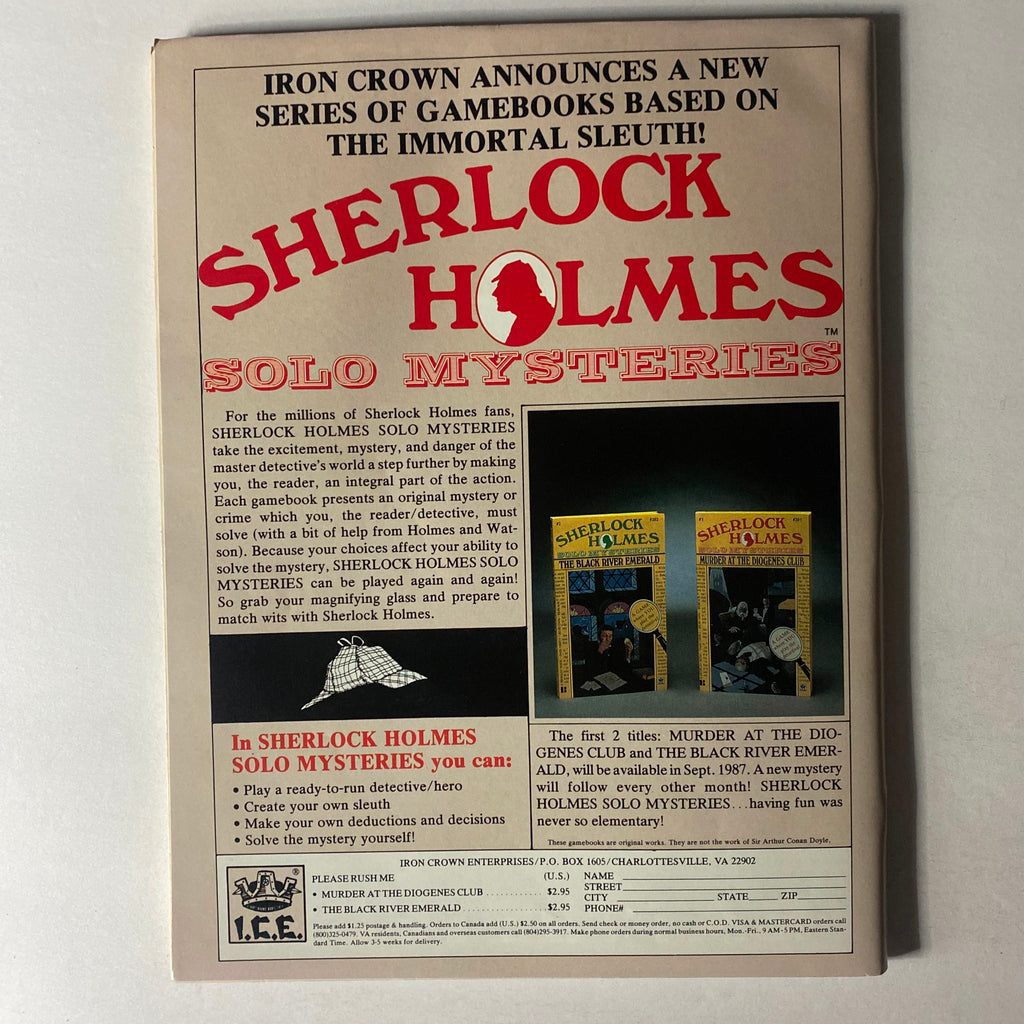 IRON CROWN ANNOUNCES A NEW
SERIES OF GAMEBOOKS BASED ON
THE IMMORTAL SLEUTH!
SHERLOCK
HOLMES
TM
SOLO MYSTERIES
For the millions of Sherlock Holmes fans,
SHERLOCK HOLMES SOLO MYSTERIES
take the excitement, mystery, and danger of the
master detective's world a step further by making
you, the reader, an integral part of the action.
Each gamebook presents an original mystery or
crime which you, the reader/detective, must
solve (with a bit of help from Holmes and Wat-
son). Because your choices affect your ability to
solve the mystery, SHERLOCK HOLMES SOLO
MYSTERIES can be played again and again!
So grab your magnifying glass and prepare to
match wits with Sherlock Holmes.
SHERLOCK
HOLMES
SOLO MYSTERIES
THE BLACK RIVER EMERALD
SHERLOCK
HOLMES
SOLO MYSTERIES
MURDER AT THE DIOGENES CLUB
In SHERLOCK HOLMES
SOLO MYSTERIES you can:
• Play a ready-to-run detective/hero
• Create your own sleuth
• Make your own deductions and decisions
• Solve the mystery yourself!
The first 2 titles: MURDER AT THE DIO-
GENES CLUB and THE BLACK RIVER EMER-
ALD, will be available in Sept. 1987. A new mystery
will follow every other month! SHERLOCK
HOLMES SOLO MYSTERIES...having fun was
never so elementary!
These gamebooks are original works. They are not the work of Sir Arthur Conan Doyle.
IRON CROWN ENTERPRISES/P.O. BOX 1605/CHARLOTTESVILLE, VA 22902
®
I.C.E.
PLEASE RUSH ME (U.S.)
• MURDER AT THE DIOGENES CLUB ............ $2.95
• THE BLACK RIVER EMERALD ................. $2.95
NAME
STREET
CITY STATE ZIP
PHONE#
Please add $1.25 postage & handling. Orders to Canada add (U.S.) $2.50 on all orders. Send check or money order, no cash or C.O.D. VISA & MASTERCARD orders call
(800)325-0479. VA residents, Canadians and overseas customers call (804)295-3917. Make phone orders during normal business hours, Mon.-Fri., 9 AM-5 PM, Eastern Stan-
dard Time. Allow 3-5 weeks for delivery.